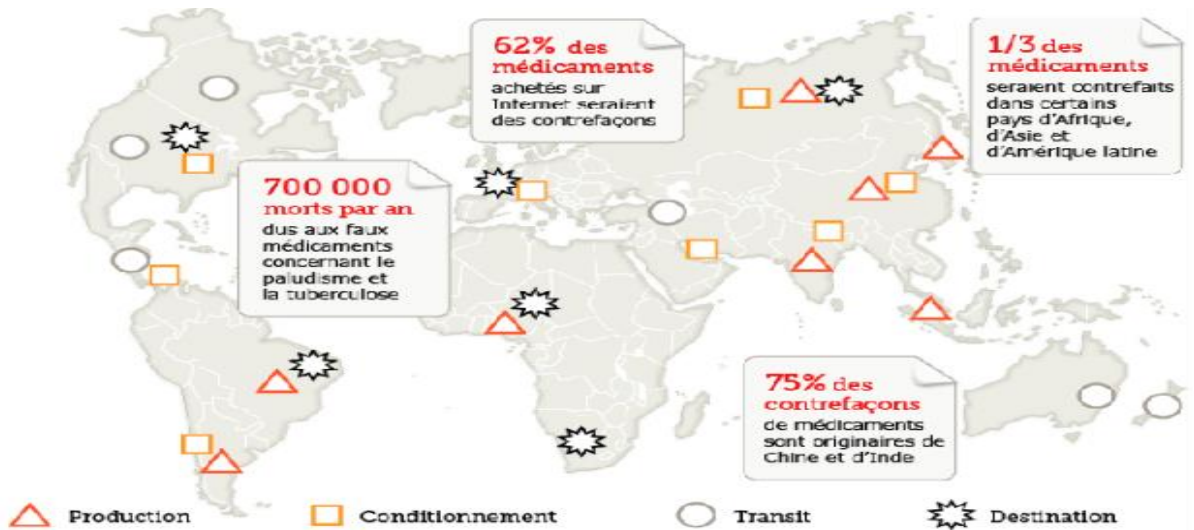 62% des
médicaments
achetés sur
Internet seraient
des contrefaçons
1/3 des
médicaments
seraient contrefaits
dans certains
pays d'Afrique,
d'Asie et
d'Amérique latine
700 000
morts par an
dus aux faux
médicaments
concernant le
paludisme et
la tuberculose
75% des
contrefaçons
de médicaments
sont originaires de
Chine et d'Inde
Production
Conditionnement
Transit
Destination